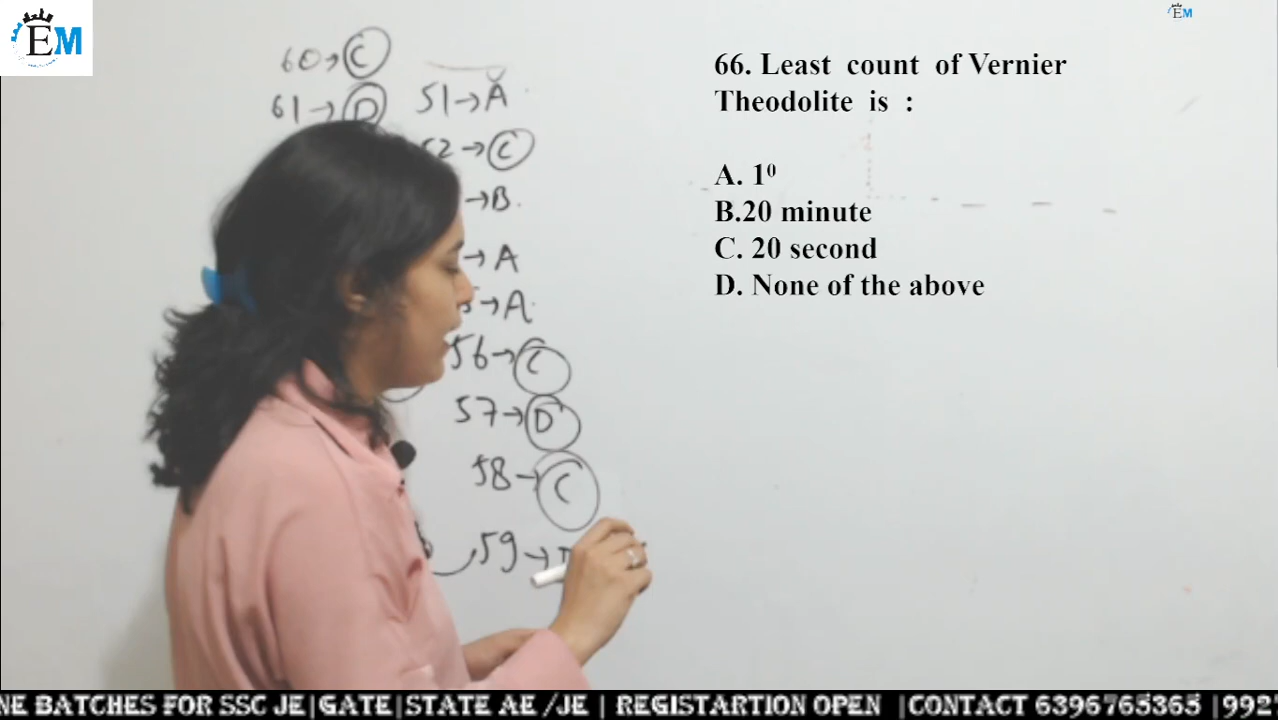 EM
EM
60→C
61→D
51→A
52→C
→B.
→A
→A.
56→C
57→D
58→C
59→
66. Least count of Vernier
Theodolite is :
A. 1⁰
B.20 minute
C. 20 second
D. None of the above
NE BATCHES FOR SSC JE|GATE|STATE AE /JE | REGISTARTION OPEN |CONTACT 6396765365 |992